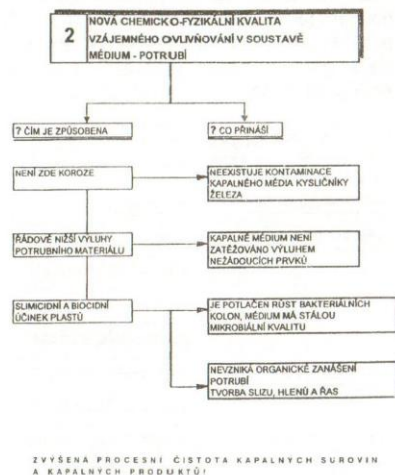 2
NOVÁ CHEMICKO-FYZIKÁLNÍ KVALITA
VZÁJEMNÉHO OVLIVŇOVÁNÍ V SOUSTAVĚ
MÉDIUM - POTRUBÍ
? ČÍM JE ZPŮSOBENA
? CO PŘINÁŠÍ
NENÍ ZDE KOROZE
NEEXISTUJE KONTAMINACE
KAPALNÉHO MÉDIA KYSLIČNÍKY
ŽELEZA
ŘÁDOVĚ NIŽŠÍ VÝLUHY
POTRUBNÍHO MATERIÁLU
KAPALNÉ MÉDIUM NENÍ
ZATĚŽOVÁNO VÝLUHEM
NEŽÁDOUCÍCH PRVKŮ
SLIMICIDNÍ A BIOCIDNÍ
ÚČINEK PLASTŮ
JE POTLAČEN RŮST BAKTERIÁLNÍCH
KOLON, MÉDIUM MÁ STÁLOU
MIKROBIÁLNÍ KVALITU
NEVZNIKÁ ORGANICKÉ ZANÁŠENÍ
POTRUBÍ
TVORBA SLIZU, HLENŮ A ŘAS
ZVÝŠENÁ PROCESNÍ ČISTOTA KAPALNÝCH SUROVIN
A KAPALNÝCH PRODUKTŮ!